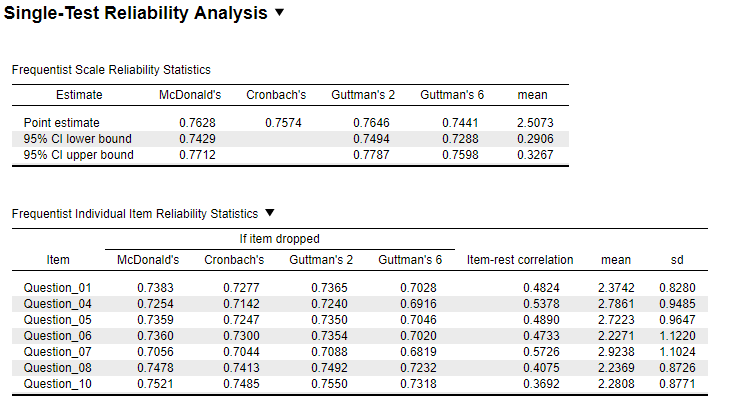 Single-Test Reliability Analysis ▼
Frequentist Scale Reliability Statistics
Estimate McDonald's Cronbach's Guttman's 2 Guttman's 6 mean
Point estimate 0.7628 0.7574 0.7646 0.7441 2.5073
95% CI lower bound 0.7429 0.7494 0.7288 0.2906
95% CI upper bound 0.7712 0.7787 0.7598 0.3267
Frequentist Individual Item Reliability Statistics ▼
If item dropped
Item McDonald's Cronbach's Guttman's 2 Guttman's 6 Item-rest correlation mean sd
Question_01 0.7383 0.7277 0.7365 0.7028 0.4824 2.3742 0.8280
Question_04 0.7254 0.7142 0.7240 0.6916 0.5378 2.7861 0.9485
Question_05 0.7359 0.7247 0.7350 0.7046 0.4890 2.7223 0.9647
Question_06 0.7360 0.7300 0.7354 0.7020 0.4733 2.2271 1.1220
Question_07 0.7056 0.7044 0.7088 0.6819 0.5726 2.9238 1.1024
Question_08 0.7478 0.7413 0.7492 0.7232 0.4075 2.2369 0.8726
Question_10 0.7521 0.7485 0.7550 0.7318 0.3692 2.2808 0.8771